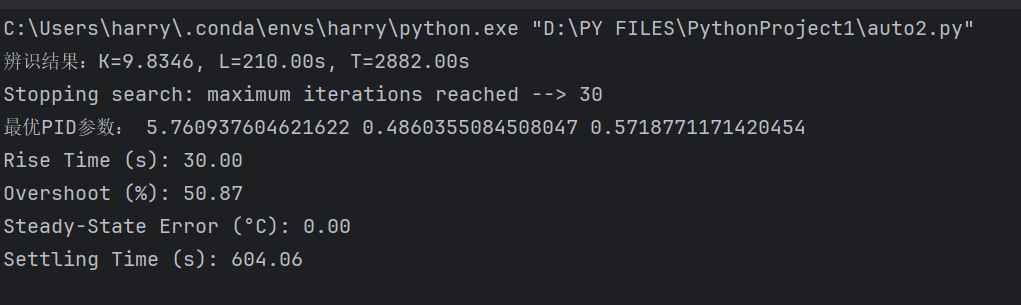 C:\Users\harry\.conda\envs\harry\python.exe "D:\PY FILES\PythonProject1\auto2.py"
辨识结果：K=9.8346, L=210.00s, T=2882.00s
Stopping search: maximum iterations reached --> 30
最优PID参数： 5.760937604621622 0.4860355084508047 0.5718771171420454
Rise Time (s): 30.00
Overshoot (%): 50.87
Steady-State Error (°C): 0.00
Settling Time (s): 604.06